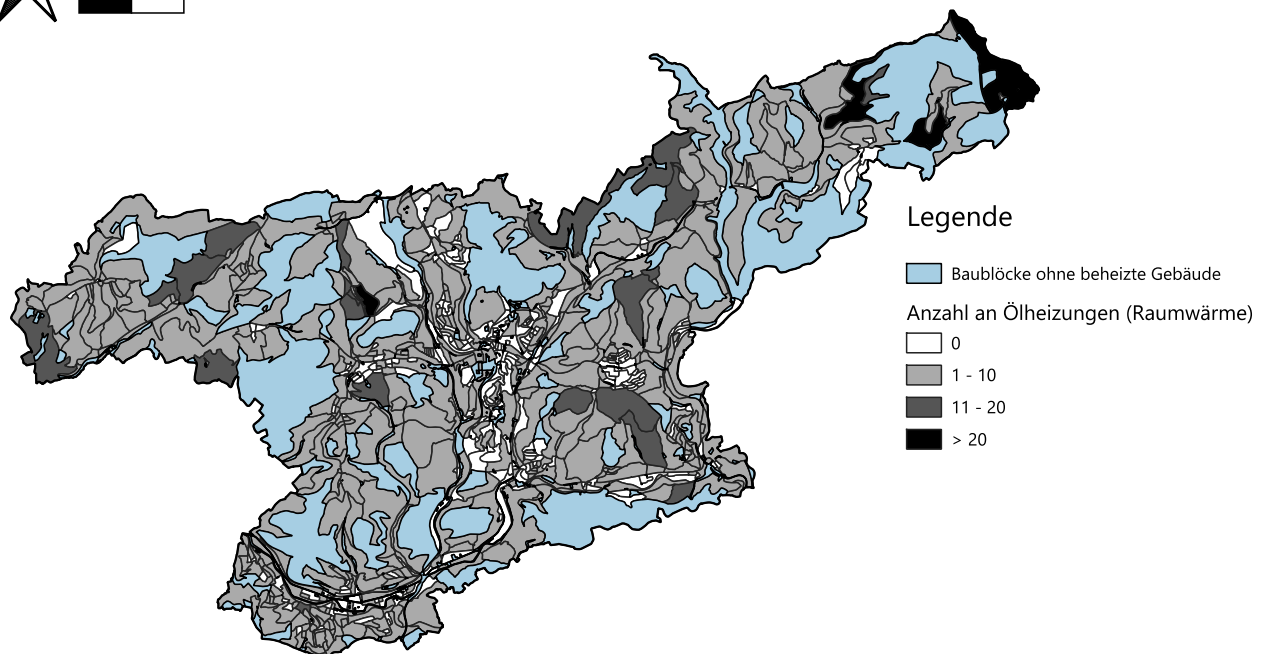 Legende
Baublöcke ohne beheizte Gebäude
Anzahl an Ölheizungen (Raumwärme)
0
1 - 10
11 - 20
> 20